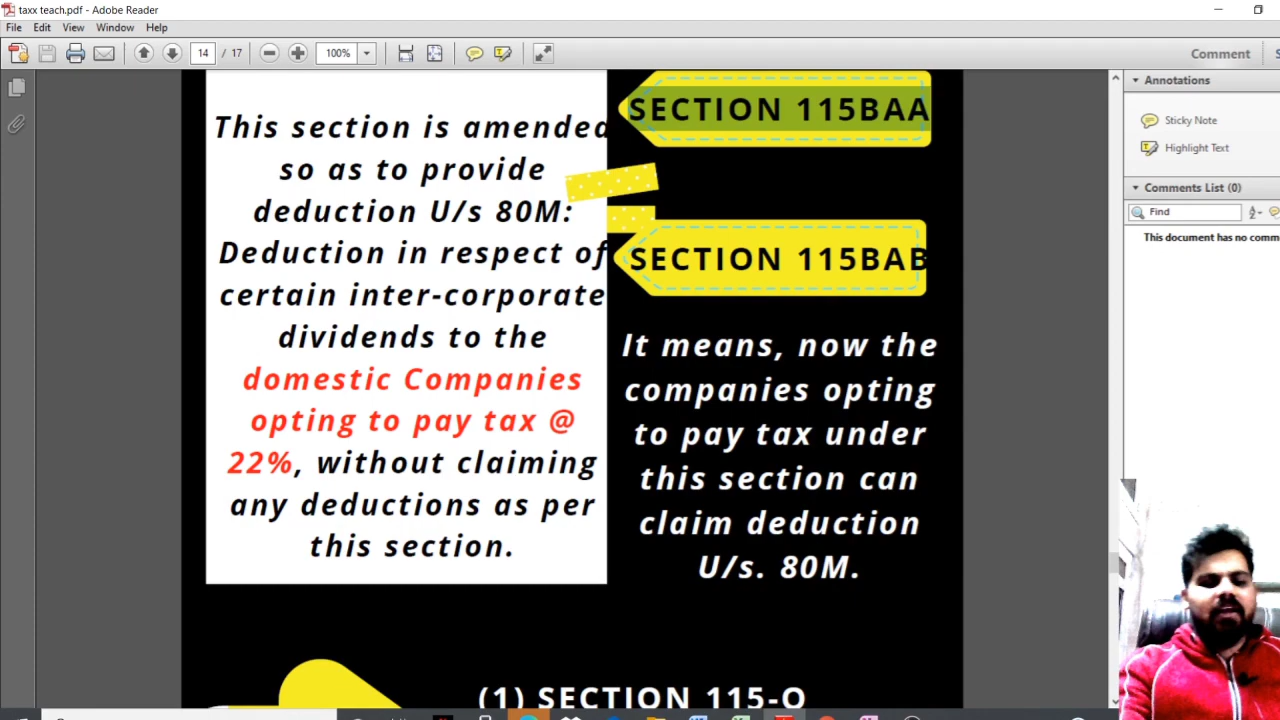 taxx teach.pdf - Adobe Reader
File Edit View Window Help
14 / 17 100% Comment
This section is amended
so as to provide
deduction U/s 80M:
Deduction in respect of
certain inter-corporate
dividends to the
domestic Companies
opting to pay tax @
22%, without claiming
any deductions as per
this section.
SECTION 115BAA
SECTION 115BAB
It means, now the
companies opting
to pay tax under
this section can
claim deduction
U/s. 80M.
(1) SECTION 115-O
Annotations
Sticky Note
Highlight Text
Comments List (0)
Find
This document has no comm